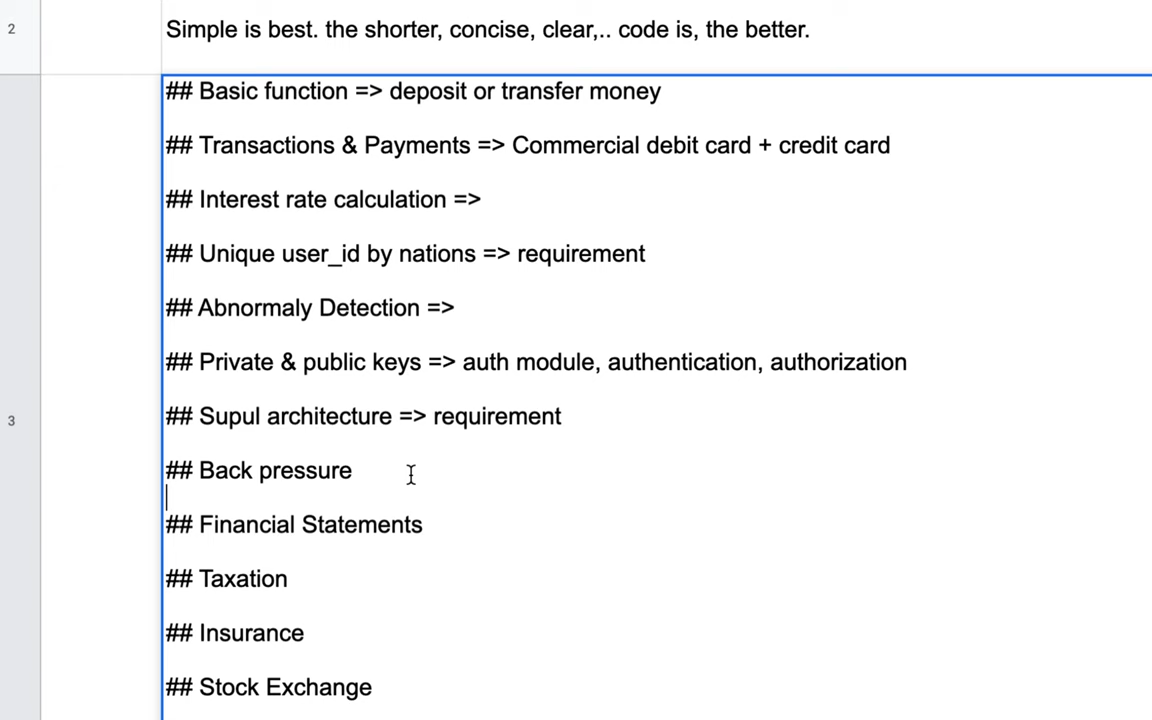 2
Simple is best. the shorter, concise, clear,.. code is, the better.
## Basic function => deposit or transfer money
## Transactions & Payments => Commercial debit card + credit card
## Interest rate calculation =>
## Unique user_id by nations => requirement
## Abnormaly Detection =>
## Private & public keys => auth module, authentication, authorization
3
## Supul architecture => requirement
## Back pressure
## Financial Statements
## Taxation
## Insurance
## Stock Exchange